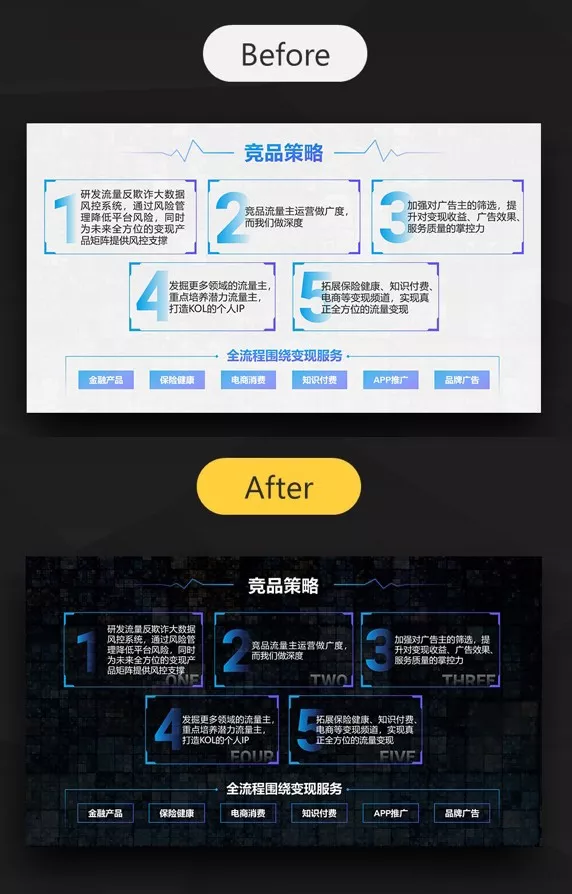 Before
竞品策略
1
研发流量反欺诈大数据
风控系统，通过风险管
理降低平台风险，同时
为未来全方位的变现产
品矩阵提供风控支撑
2
竞品流量主运营做广度，
而我们做深度
3
加强对广告主的筛选，提
升对变现收益、广告效果、
服务质量的掌控力
4
发掘更多领域的流量主，
重点培养潜力流量主，
打造KOL的个人IP
5
拓展保险健康、知识付费、
电商等变现频道，实现真
正全方位的流量变现
全流程围绕变现服务
金融产品 保险健康 电商消费 知识付费 APP推广 品牌广告
After
竞品策略
1
研发流量反欺诈大数据
风控系统，通过风险管
理降低平台风险，同时
为未来全方位的变现产
品矩阵提供风控支撑
ONE
2
竞品流量主运营做广度，
而我们做深度
TWO
3
加强对广告主的筛选，提
升对变现收益、广告效果、
服务质量的掌控力
THREE
4
发掘更多领域的流量主，
重点培养潜力流量主，
打造KOL的个人IP
FOUR
5
拓展保险健康、知识付费、
电商等变现频道，实现真
正全方位的流量变现
FIVE
全流程围绕变现服务
金融产品 保险健康 电商消费 知识付费 APP推广 品牌广告